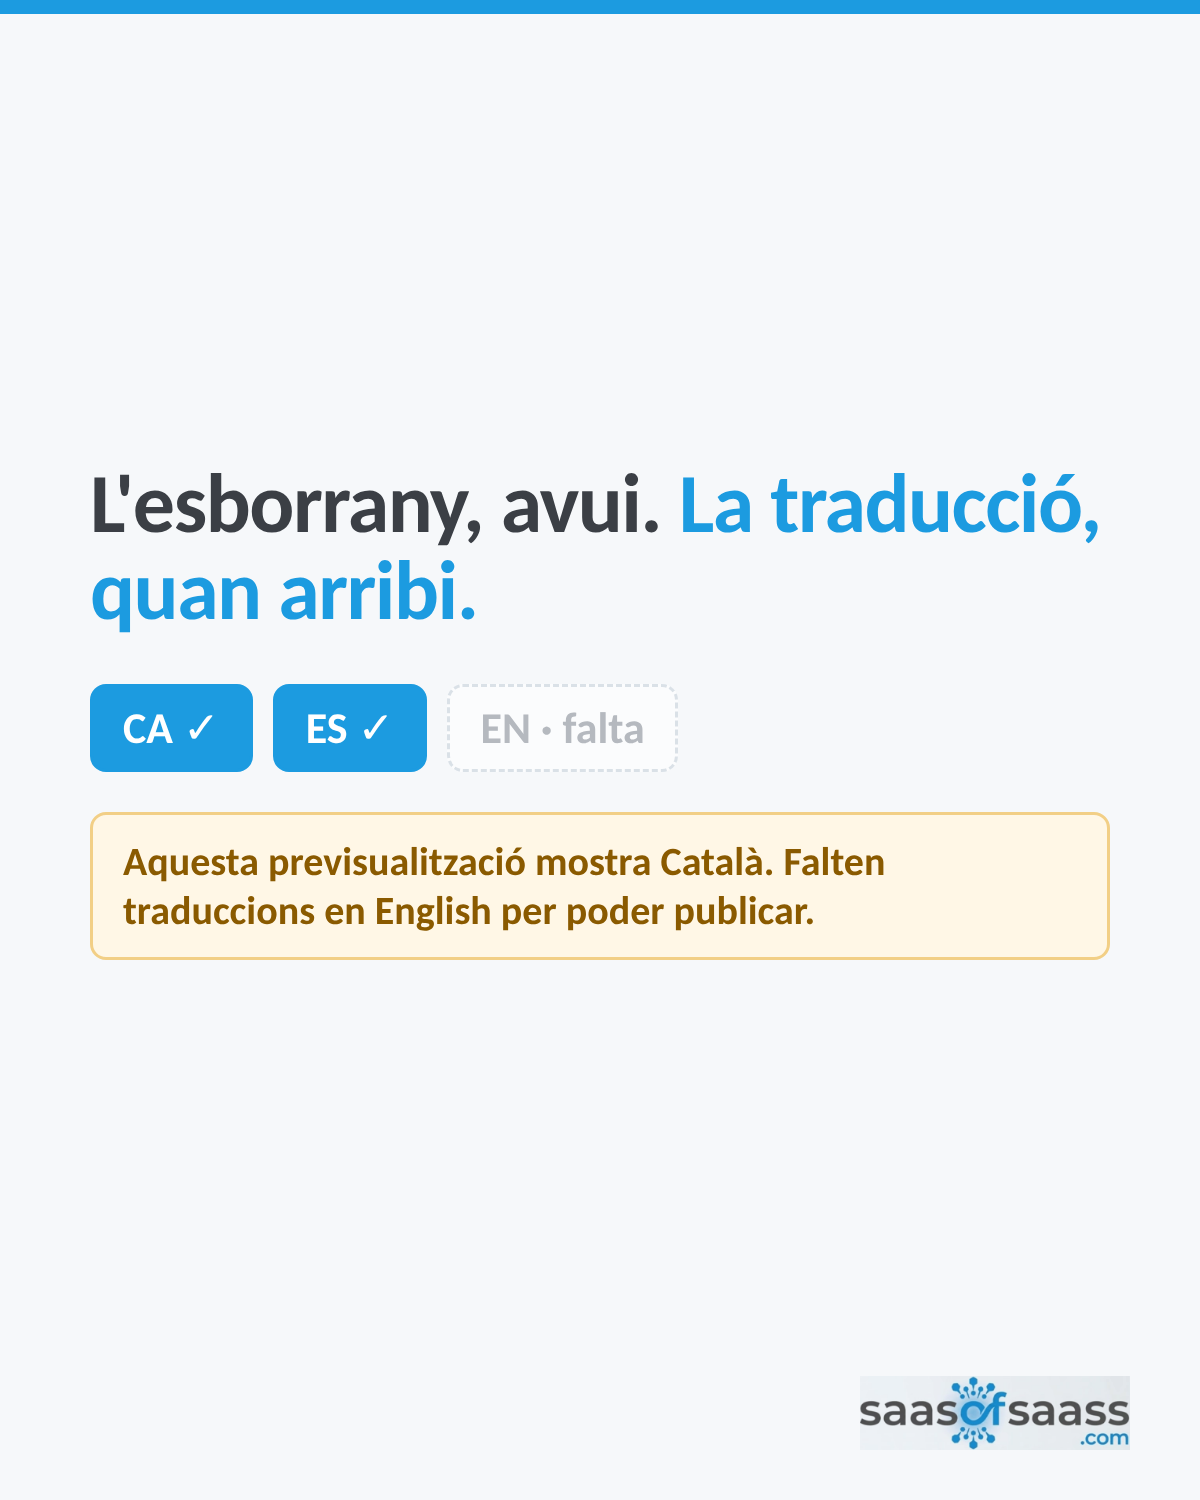 L'esborrany, avui. La traducció,
quan arribi.
CA ✓ ES ✓ EN · falta
Aquesta previsualització mostra Català. Falten
traduccions en English per poder publicar.
saasofsaass
.com